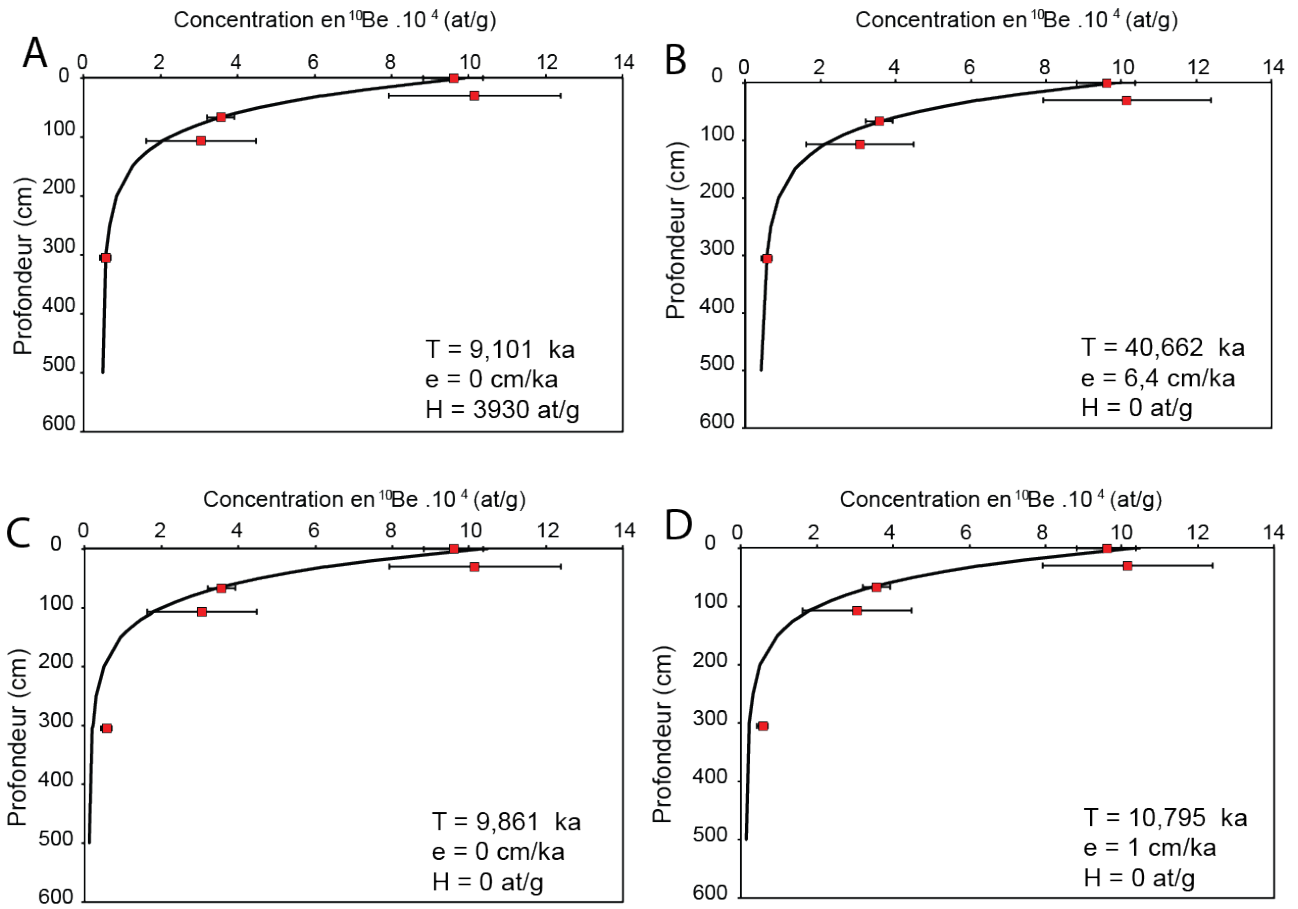 Concentration en ¹⁰Be .10 ⁴ (at/g)
A
0 2 4 6 8 10 12 14
0
100
200
300
400
500
600
Profondeur (cm)
T = 9,101 ka
e = 0 cm/ka
H = 3930 at/g
Concentration en ¹⁰Be .10 ⁴ (at/g)
B
0 2 4 6 8 10 12 14
0
100
200
300
400
500
600
Profondeur (cm)
T = 40,662 ka
e = 6,4 cm/ka
H = 0 at/g
Concentration en ¹⁰Be .10 ⁴ (at/g)
C
0 2 4 6 8 10 12 14
0
100
200
300
400
500
600
Profondeur (cm)
T = 9,861 ka
e = 0 cm/ka
H = 0 at/g
Concentration en ¹⁰Be .10 ⁴ (at/g)
D
0 2 4 6 8 10 12 14
0
100
200
300
400
500
600
Profondeur (cm)
T = 10,795 ka
e = 1 cm/ka
H = 0 at/g